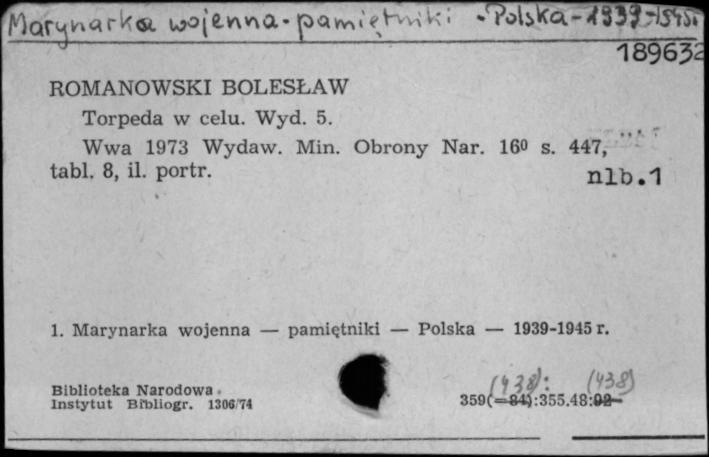 Marynarka wojenna - pamiętniki - Polska - 1939-1945r.
189632
ROMANOWSKI BOLESŁAW
Torpeda w celu. Wyd. 5.
Wwa 1973 Wydaw. Min. Obrony Nar. 16⁰ s. 447,
tabl. 8, il. portr.
nlb.1
1. Marynarka wojenna — pamiętniki — Polska — 1939-1945 r.
(438): (438)
Biblioteka Narodowa
Instytut Bibliogr. 1306/74
359(=84):355.48:92